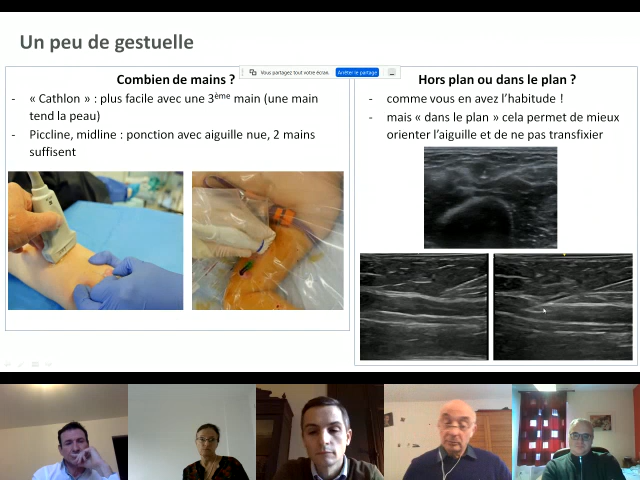 Un peu de gestuelle
Vous partagez tout votre écran.
Arrêter le partage
Combien de mains ?
- « Cathlon » : plus facile avec une 3ème main (une main
tend la peau)
- Piccline, midline : ponction avec aiguille nue, 2 mains
suffisent
Hors plan ou dans le plan ?
- comme vous en avez l’habitude !
- mais « dans le plan » cela permet de mieux
orienter l’aiguille et de ne pas transfixier